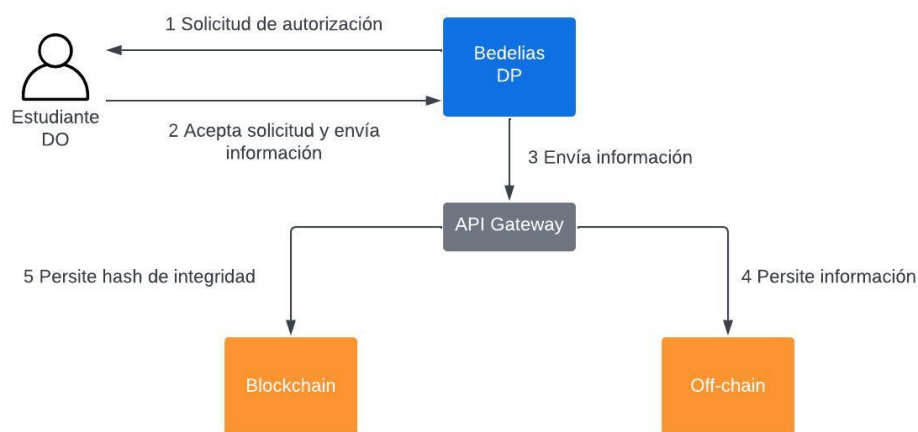 1 Solicitud de autorización
Bedelias
DP
Estudiante
DO
2 Acepta solicitud y envía
información
3 Envía información
API Gateway
5 Persite hash de integridad
4 Persite información
Blockchain
Off-chain